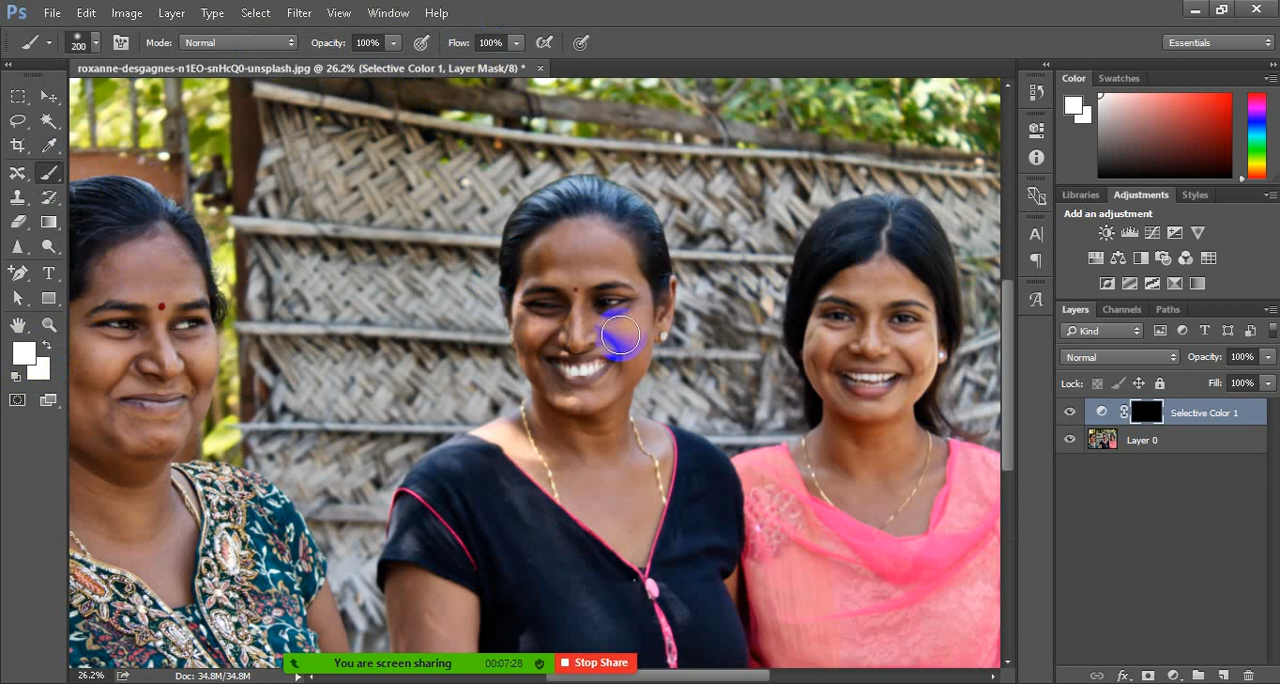 Ps File Edit Image Layer Type Select Filter View Window Help
200 Mode: Normal Opacity: 100% Flow: 100% Essentials
roxanne-desgagnes-n1EO-snHcQ0-unsplash.jpg @ 26.2% (Selective Color 1, Layer Mask/8) * ×
Color Swatches
Libraries Adjustments Styles
Add an adjustment
Layers Channels Paths
Kind
Normal Opacity: 100%
Lock: Fill: 100%
Selective Color 1
Layer 0
You are screen sharing 00:07:28 Stop Share
26.2% Doc: 34.8M/34.8M